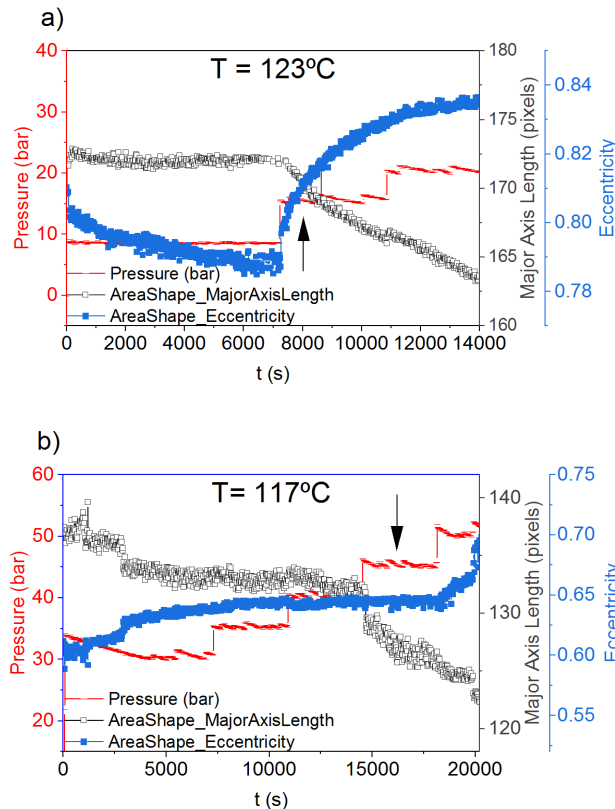 a)
T = 123ºC
40
30
20
10
0
Pressure (bar)
180
175
170
165
160
Major Axis Length (pixels)
0.84
0.82
0.80
0.78
Eccentricity
Pressure (bar)
AreaShape_MajorAxisLength
AreaShape_Eccentricity
0 2000 4000 6000 8000 10000 12000 14000
t (s)
b)
T= 117ºC
60
50
40
30
20
Pressure (bar)
140
130
120
Major Axis Length (pixels)
0.75
0.70
0.65
0.60
0.55
Eccentricity
Pressure (bar)
AreaShape_MajorAxisLength
AreaShape_Eccentricity
0 5000 10000 15000 20000
t (s)